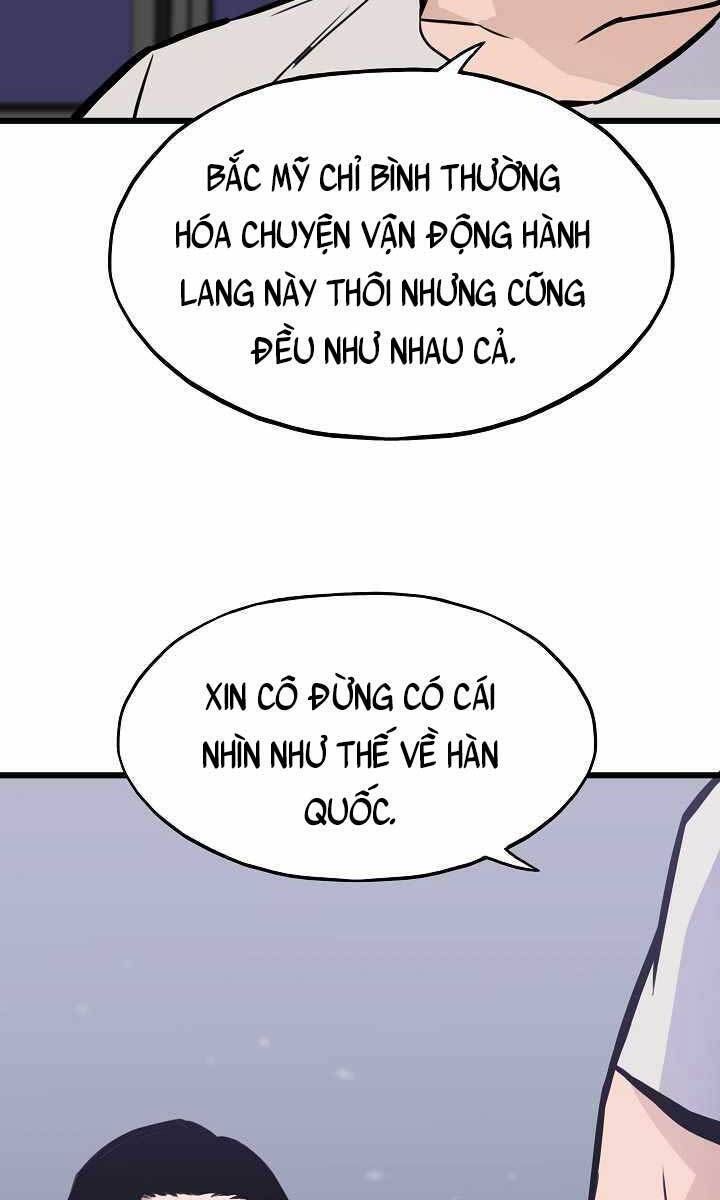 BẮC MỸ CHỈ BÌNH THƯỜNG
HÓA CHUYỆN VẬN ĐỘNG HÀNH
LANG NÀY THÔI NHƯNG CŨNG
ĐỀU NHƯ NHAU CẢ.
XIN CÔ ĐỪNG CÓ CÁI
NHÌN NHƯ THẾ VỀ HÀN
QUỐC.